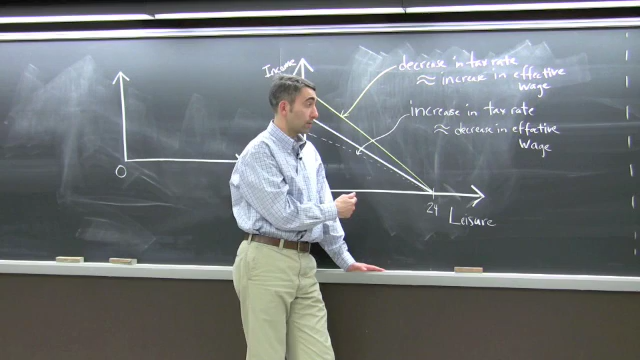 Income
decrease in tax rate
≈ increase in effective
wage
increase in tax rate
≈ decrease in effective
wage
0
24
Leisure